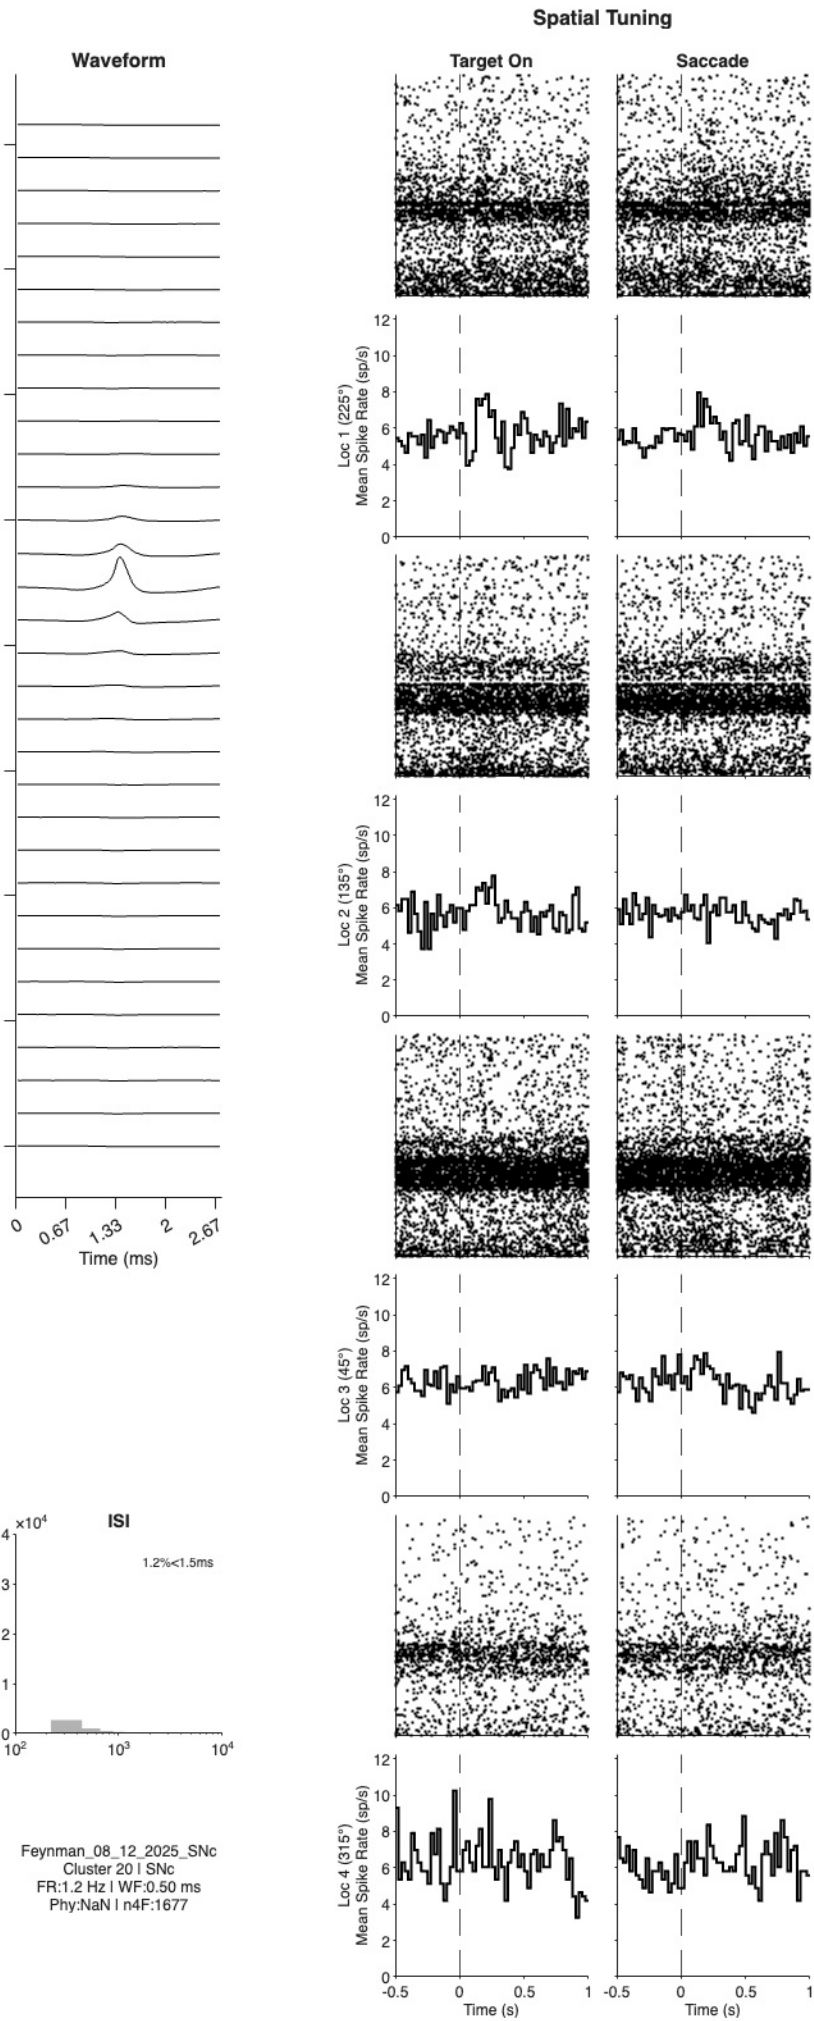 Spatial Tuning
Waveform
Target On
Saccade
12
10
8
6
4
2
0
Loc 1 (225°)
Mean Spike Rate (sp/s)
12
10
8
6
4
2
0
Loc 2 (135°)
Mean Spike Rate (sp/s)
0
0.67
1.33
2
2.67
Time (ms)
12
10
8
6
4
2
0
Loc 3 (45°)
Mean Spike Rate (sp/s)
×10⁴
ISI
4
3
2
1
0
1.2%<1.5ms
10²
10³
10⁴
12
10
8
6
4
2
0
Loc 4 (315°)
Mean Spike Rate (sp/s)
Feynman_08_12_2025_SNc
Cluster 20 | SNc
FR:1.2 Hz | WF:0.50 ms
Phy:NaN | n4F:1677
-0.5 0 0.5 1
Time (s)
-0.5 0 0.5 1
Time (s)